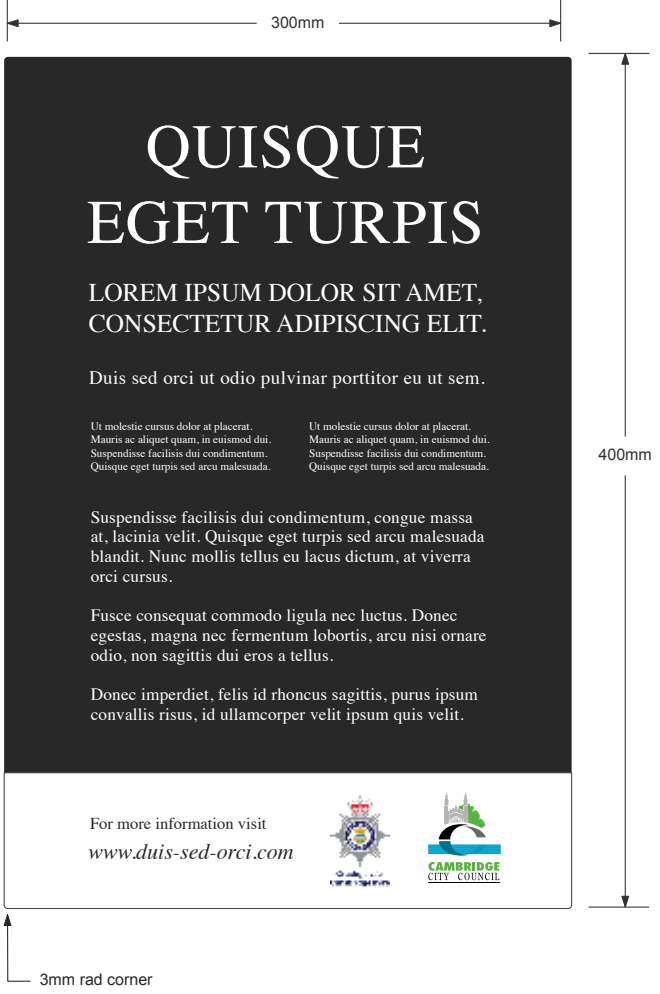 300mm
QUISQUE
EGET TURPIS
LOREM IPSUM DOLOR SIT AMET,
CONSECTETUR ADIPISCING ELIT.
Duis sed orci ut odio pulvinar porttitor eu ut sem.
Ut molestie cursus dolor at placerat.
Mauris ac aliquet quam, in euismod dui.
Suspendisse facilisis dui condimentum.
Quisque eget turpis sed arcu malesuada.
Ut molestie cursus dolor at placerat.
Mauris ac aliquet quam, in euismod dui.
Suspendisse facilisis dui condimentum.
Quisque eget turpis sed arcu malesuada.
400mm
Suspendisse facilisis dui condimentum, congue massa
at, lacinia velit. Quisque eget turpis sed arcu malesuada
blandit. Nunc mollis tellus eu lacus dictum, at viverra
orci cursus.
Fusce consequat commodo ligula nec luctus. Donec
egestas, magna nec fermentum lobortis, arcu nisi ornare
odio, non sagittis dui eros a tellus.
Donec imperdiet, felis id rhoncus sagittis, purus ipsum
convallis risus, id ullamcorper velit ipsum quis velit.
For more information visit
www.duis-sed-orci.com
CAMBRIDGE
CITY COUNCIL
3mm rad corner